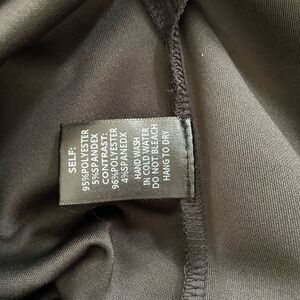 SELF:
95%POLYESTER
5%SPANDEX
CONTRAST:
96%POLYESTER
4%SPANEDX
HAND WASH
IN COLD WATER
DO NOT BLEACH
HANG TO DRY